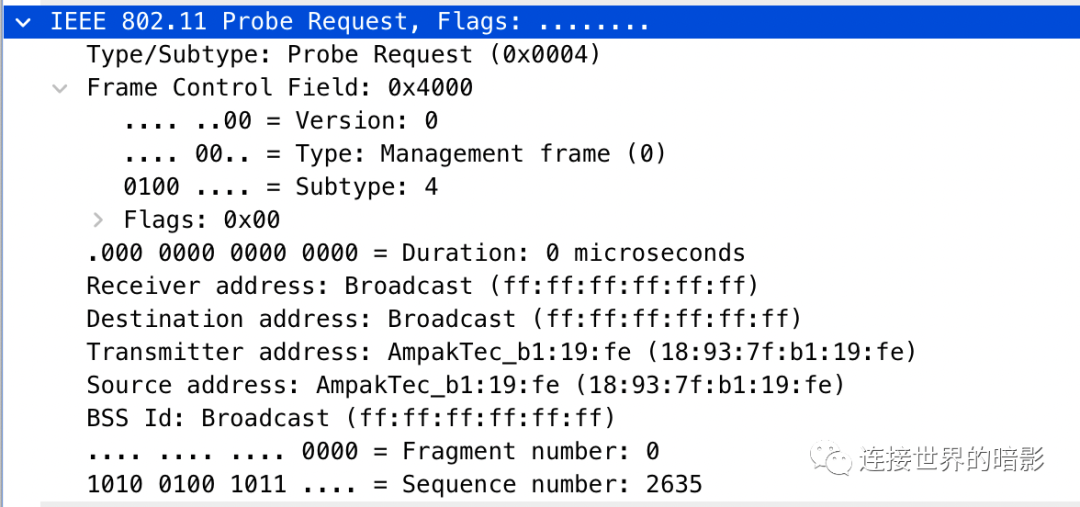 IEEE 802.11 Probe Request, Flags: ........
Type/Subtype: Probe Request (0x0004)
Frame Control Field: 0x4000
.... ..00 = Version: 0
.... 00.. = Type: Management frame (0)
0100 .... = Subtype: 4
Flags: 0x00
.000 0000 0000 0000 = Duration: 0 microseconds
Receiver address: Broadcast (ff:ff:ff:ff:ff:ff)
Destination address: Broadcast (ff:ff:ff:ff:ff:ff)
Transmitter address: AmpakTec_b1:19:fe (18:93:7f:b1:19:fe)
Source address: AmpakTec_b1:19:fe (18:93:7f:b1:19:fe)
BSS Id: Broadcast (ff:ff:ff:ff:ff:ff)
.... .... .... 0000 = Fragment number: 0
连接世界的暗影
1010 0100 1011 .... = Sequence number: 2635